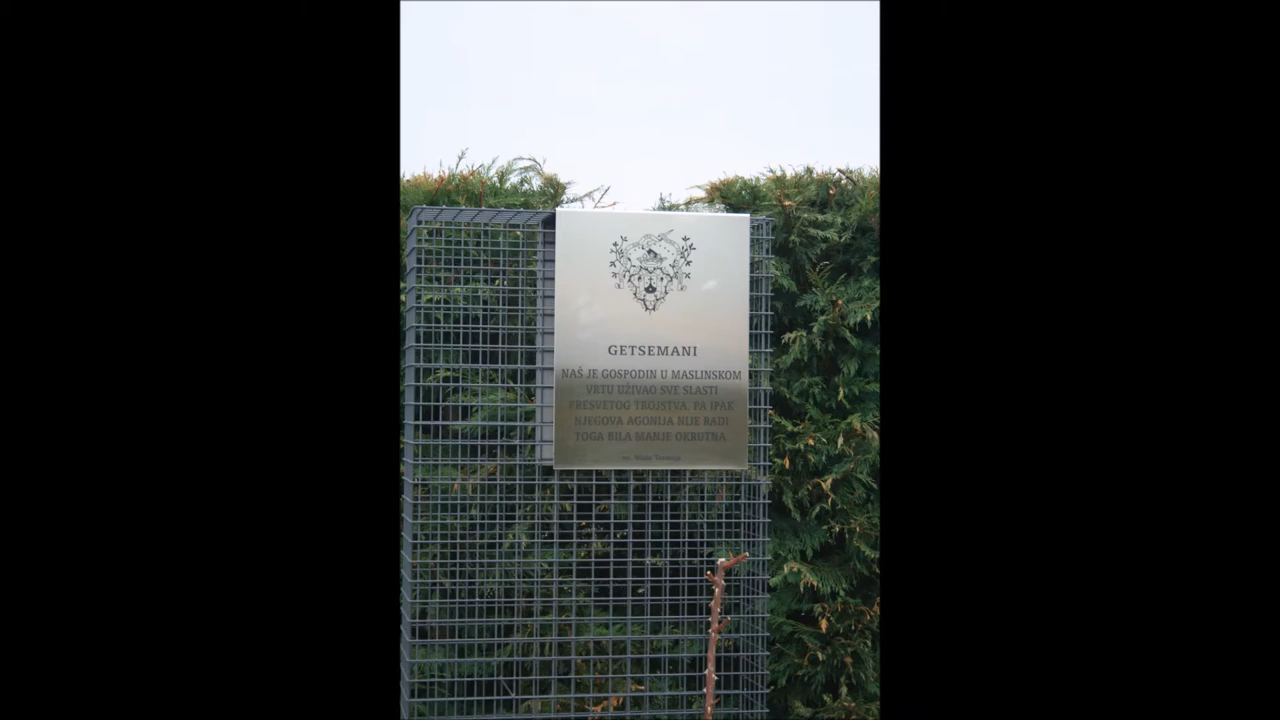 GETSEMANI
NAŠ JE GOSPODIN U MASLINSKOM
VRTU UŽIVAO SVE SLASTI
PRESVETOG TROJSTVA, PA IPAK
NJEGOVA AGONIJA NIJE RADI
TOGA BILA MANJE OKRUTNA.